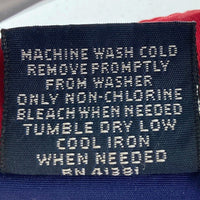 MACHINE WASH COLD
REMOVE PROMPTLY
FROM WASHER
ONLY NON-CHLORINE
BLEACH WHEN NEEDED
TUMBLE DRY LOW
COOL IRON
WHEN NEEDED
RN 41381